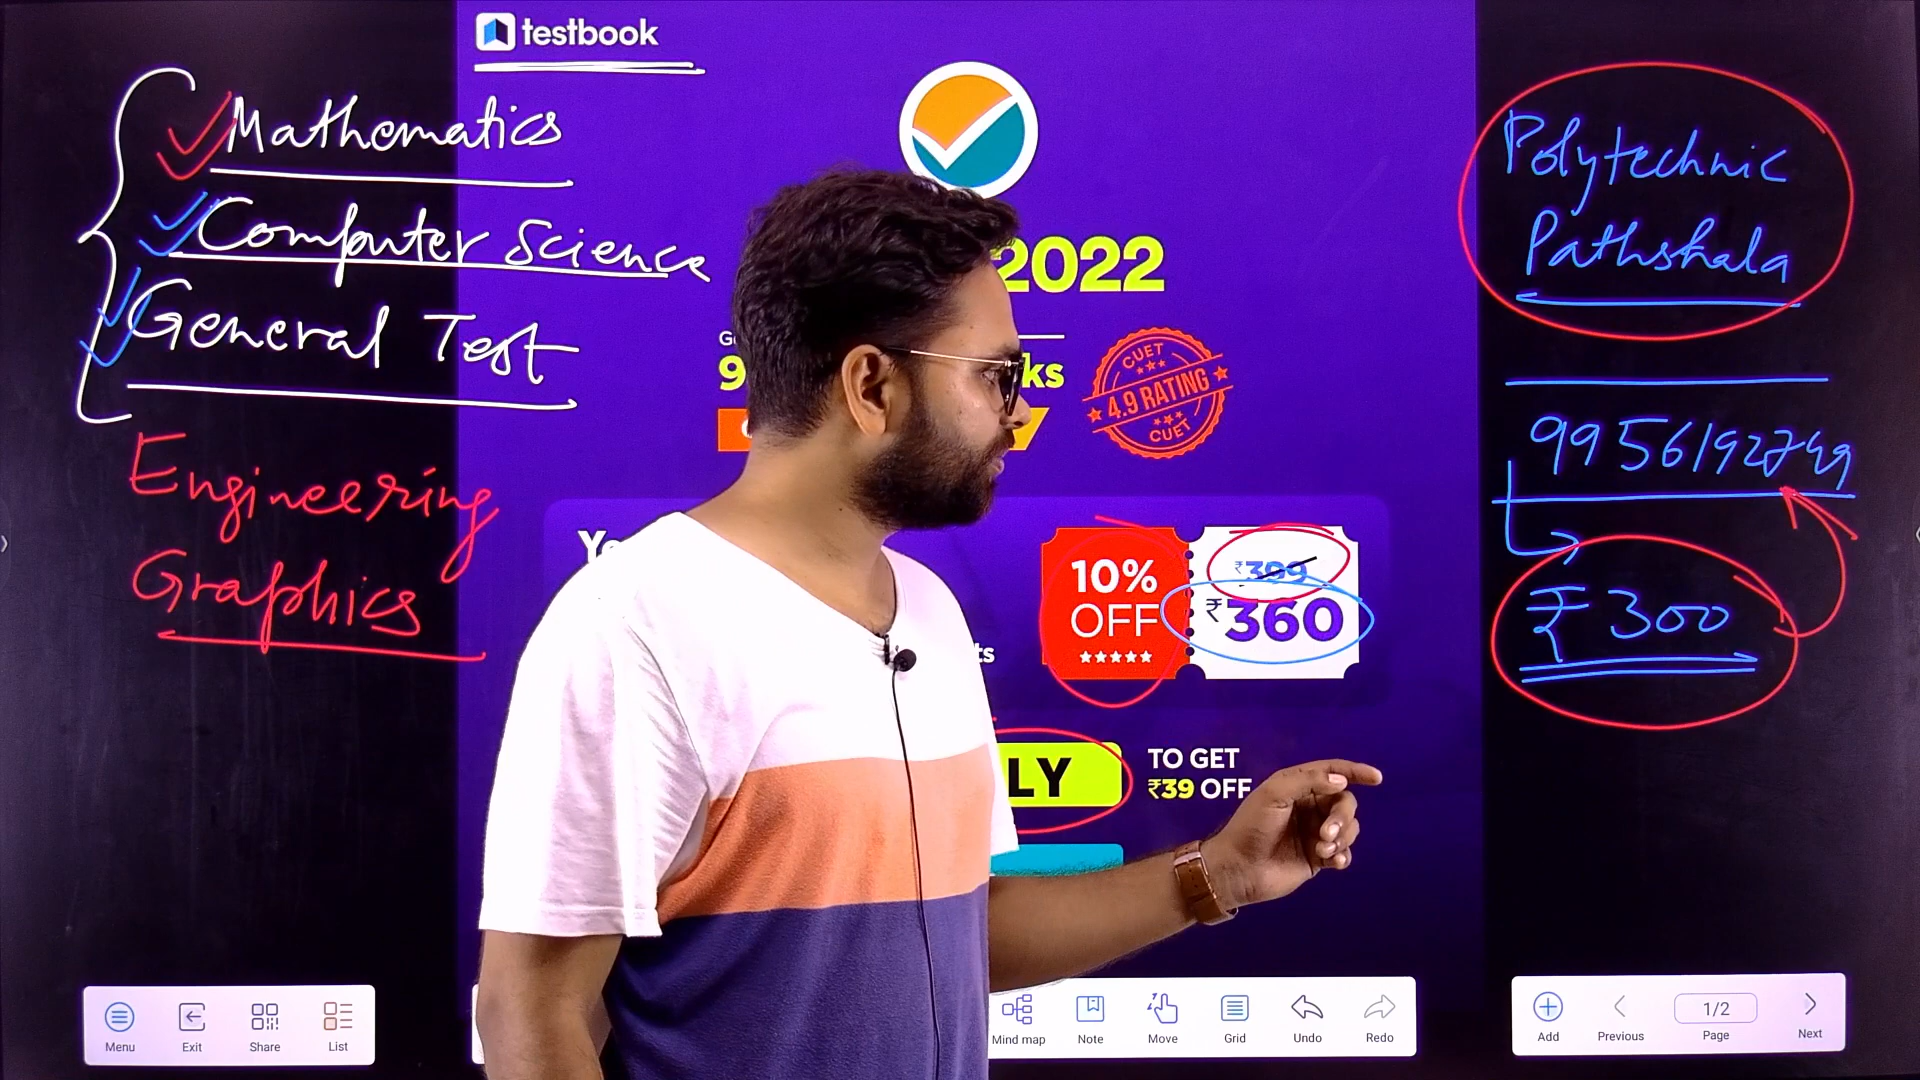 testbook
Mathematics
Computer Science
General Test
Engineering
Graphics
Polytechnic
Pathshala
2022
CUET
4.9 RATING
CUET
9956192749
10%
OFF
₹399
₹360
₹300
LY
TO GET
₹39 OFF
Menu
Exit
Share
List
Mind map
Note
Move
Grid
Undo
Redo
Add
Previous
1/2
Page
Next